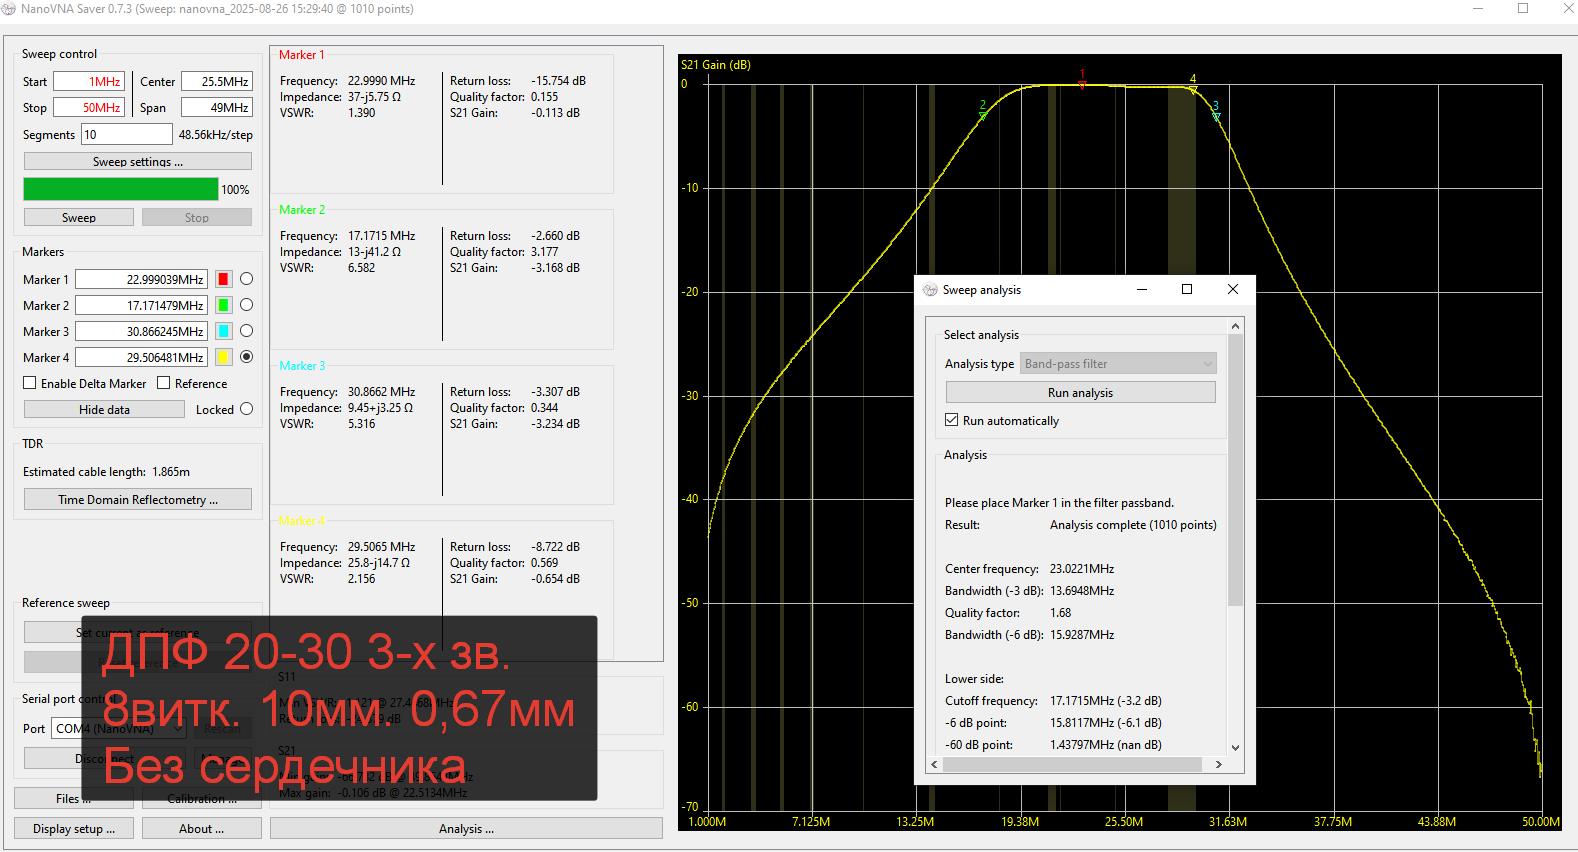 NanoVNA Saver 0.7.3 (Sweep: nanovna_2025-08-26 15:29:40 @ 1010 points)
Sweep control
Start 1MHz Center 25.5MHz
Stop 50MHz Span 49MHz
Segments 10 48.56kHz/step
Sweep settings ...
100%
Sweep Stop
Markers
Marker 1 22.999039MHz
Marker 2 17.171479MHz
Marker 3 30.866245MHz
Marker 4 29.506481MHz
Enable Delta Marker Reference
Hide data Locked
TDR
Estimated cable length: 1.865m
Time Domain Reflectometry ...
Reference sweep
Set current as reference
Serial port control
Port COM4 (NanoVNA) Rescan
Disconnect
Files ... Calibration ...
Display setup ... About ...
Marker 1
Frequency: 22.9990 MHz Return loss: -15.754 dB
Impedance: 37-j5.75 Ω Quality factor: 0.155
VSWR: 1.390 S21 Gain: -0.113 dB
Marker 2
Frequency: 17.1715 MHz Return loss: -2.660 dB
Impedance: 13-j41.2 Ω Quality factor: 3.177
VSWR: 6.582 S21 Gain: -3.168 dB
Marker 3
Frequency: 30.8662 MHz Return loss: -3.307 dB
Impedance: 9.45+j3.25 Ω Quality factor: 0.344
VSWR: 5.316 S21 Gain: -3.234 dB
Marker 4
Frequency: 29.5065 MHz Return loss: -8.722 dB
Impedance: 25.8-j14.7 Ω Quality factor: 0.569
VSWR: 2.156 S21 Gain: -0.654 dB
S11
S21
Max gain: -0.106 dB @ 22.5134MHz
Analysis ...
ДПФ 20-30 3-х зв.
8витк. 10мм. 0,67мм
Без сердечника
S21 Gain (dB)
0
-10
-20
-30
-40
-50
-60
-70
1.000M 7.125M 13.25M 19.38M 25.50M 31.63M 37.75M 43.88M 50.00M
1
2
3
4
Sweep analysis
Select analysis
Analysis type Band-pass filter
Run analysis
Run automatically
Analysis
Please place Marker 1 in the filter passband.
Result: Analysis complete (1010 points)
Center frequency: 23.0221MHz
Bandwidth (-3 dB): 13.6948MHz
Quality factor: 1.68
Bandwidth (-6 dB): 15.9287MHz
Lower side:
Cutoff frequency: 17.1715MHz (-3.2 dB)
-6 dB point: 15.8117MHz (-6.1 dB)
-60 dB point: 1.43797MHz (nan dB)